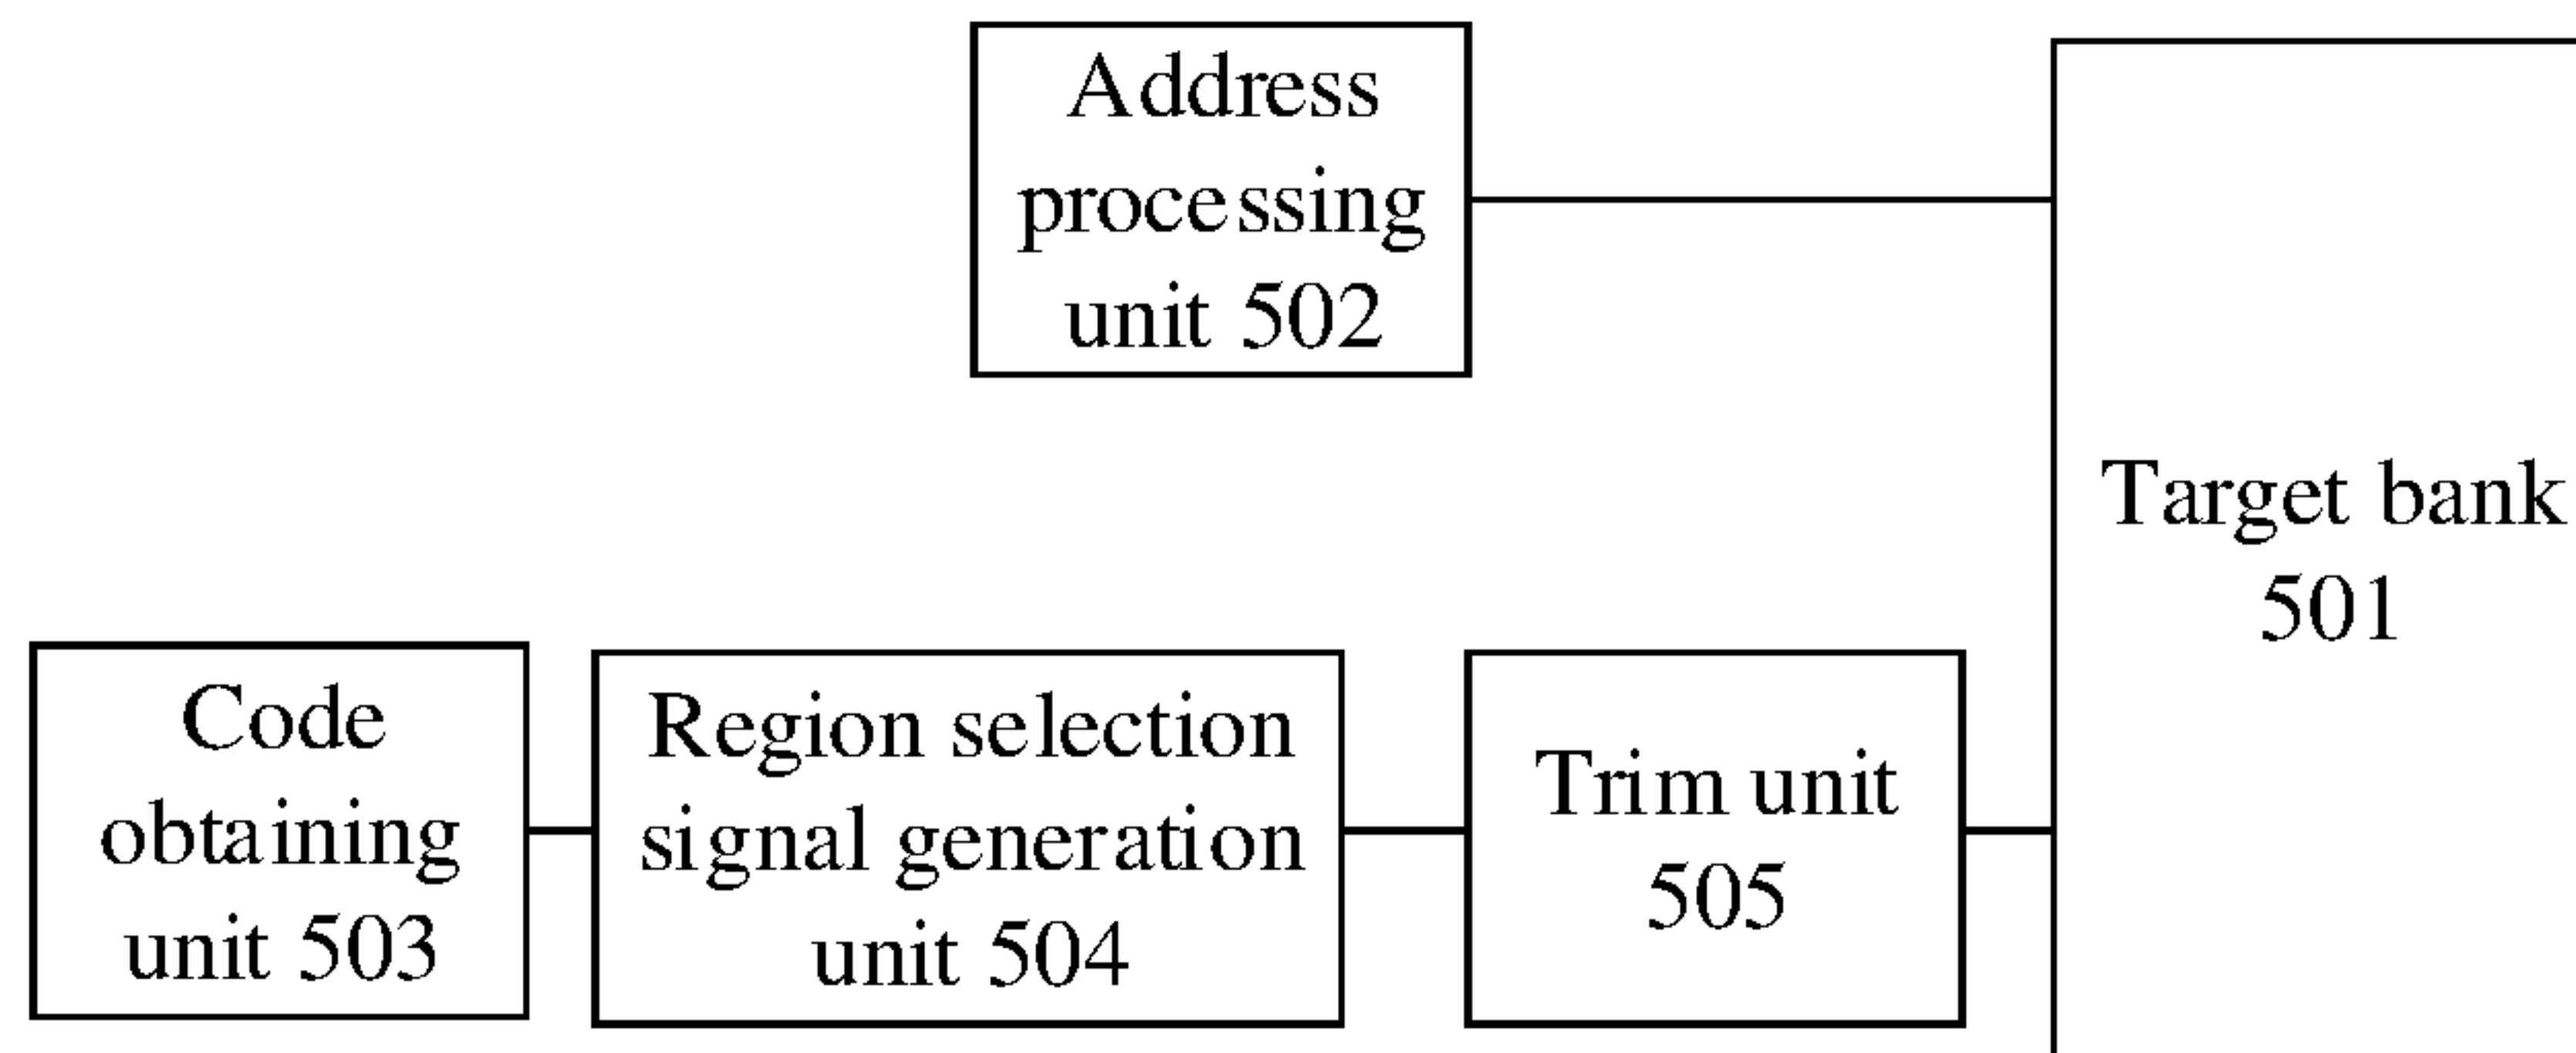 Address
processing
unit 502
Target bank
501
Code
obtaining
unit 503
Region selection
signal generation
unit 504
Trim unit
505